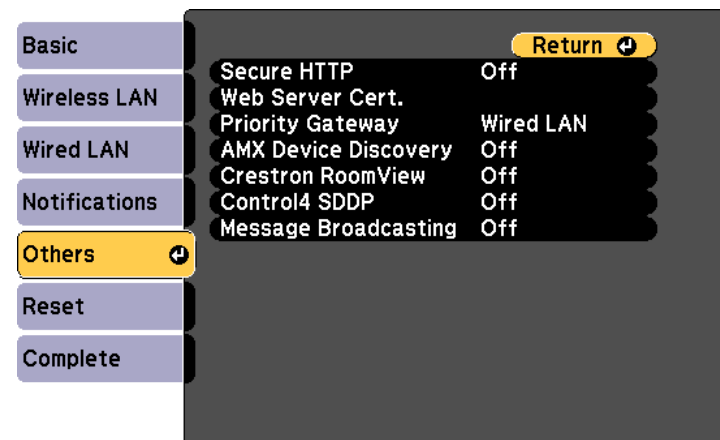 Basic
Wireless LAN
Wired LAN
Notifications
Others
Reset
Complete
Return
Secure HTTP Off
Web Server Cert.
Priority Gateway Wired LAN
AMX Device Discovery Off
Crestron RoomView Off
Control4 SDDP Off
Message Broadcasting Off